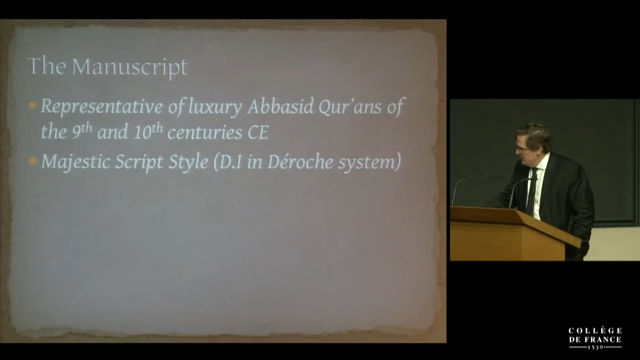 The Manuscript
Representative of luxury Abbasid Qur'ans of
the 9th and 10th centuries CE
Majestic Script Style (D.I in Déroche system)
COLLÈGE
DE FRANCE
1530